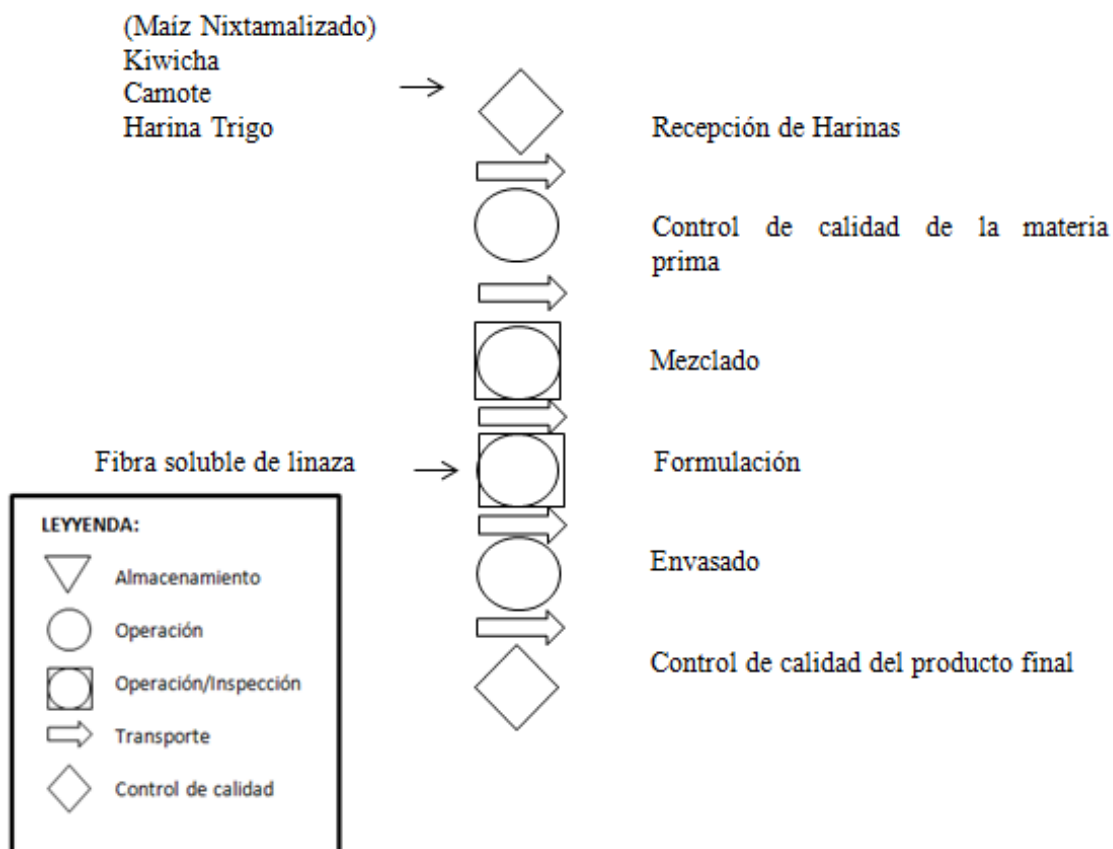 (Maíz Nixtamalizado)
Kiwicha
Camote
Harina Trigo
Recepción de Harinas
Control de calidad de la materia
prima
Mezclado
Fibra soluble de linaza
Formulación
Envasado
Control de calidad del producto final
LEYYENDA:
Almacenamiento
Operación
Operación/Inspección
Transporte
Control de calidad